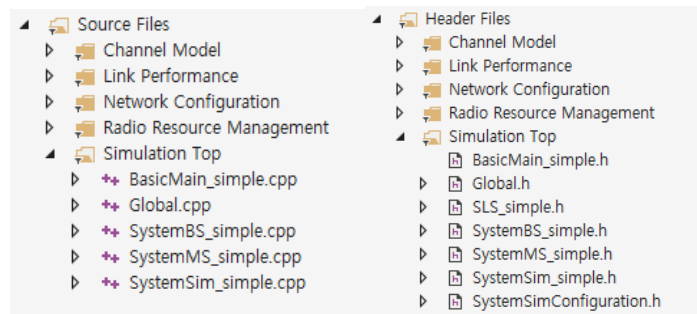 Source Files
Channel Model
Link Performance
Network Configuration
Radio Resource Management
Simulation Top
BasicMain_simple.cpp
Global.cpp
SystemBS_simple.cpp
SystemMS_simple.cpp
SystemSim_simple.cpp
Header Files
Channel Model
Link Performance
Network Configuration
Radio Resource Management
Simulation Top
BasicMain_simple.h
Global.h
SLS_simple.h
SystemBS_simple.h
SystemMS_simple.h
SystemSim_simple.h
SystemSimConfiguration.h